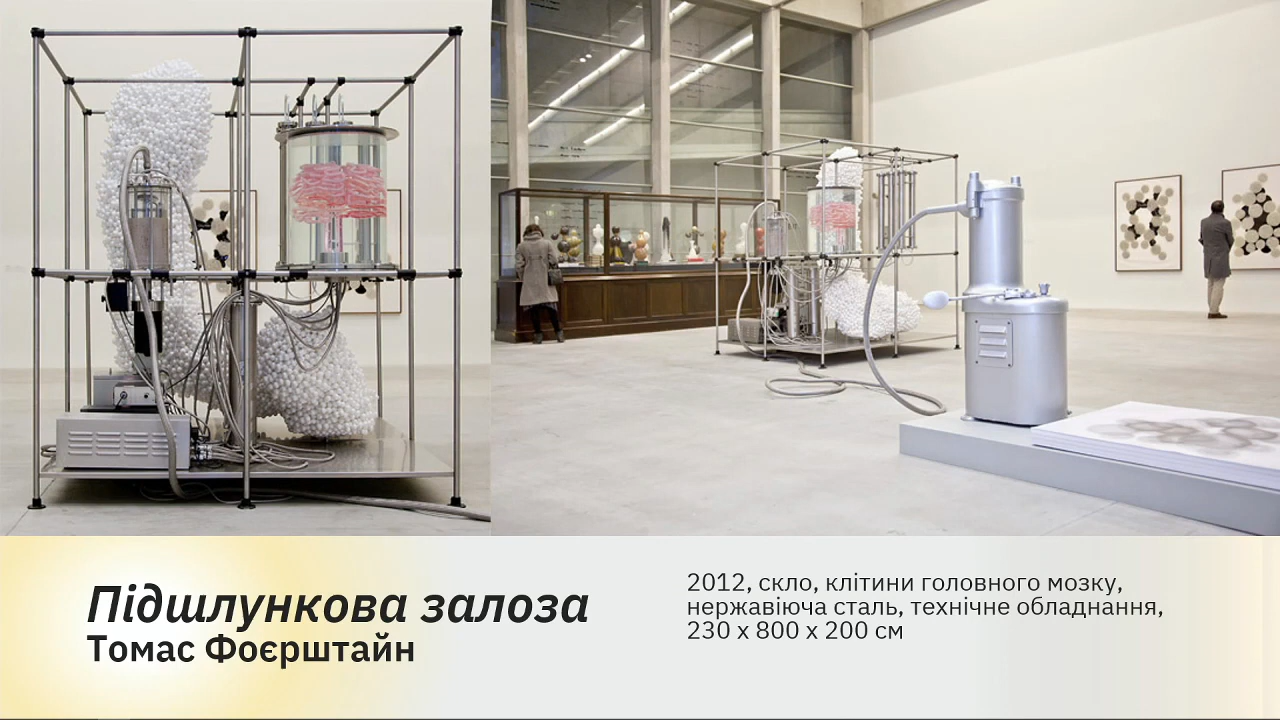 Підшлункова залоза
Томас Фоєрштайн
2012, скло, клітини головного мозку,
нержавіюча сталь, технічне обладнання,
230 x 800 x 200 см